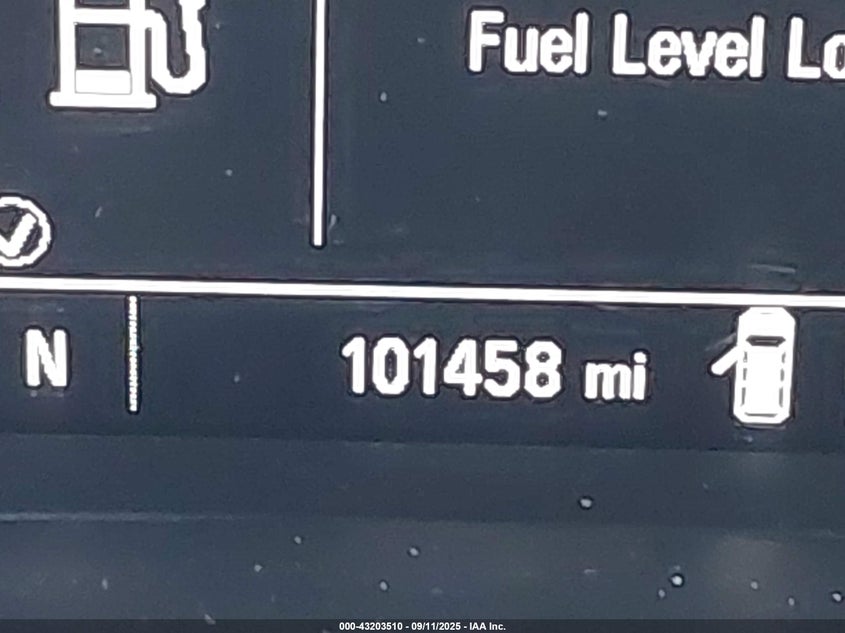 Fuel Level Lo
N
101458 mi
000-43203510 - 09/11/2025 - IAA Inc.